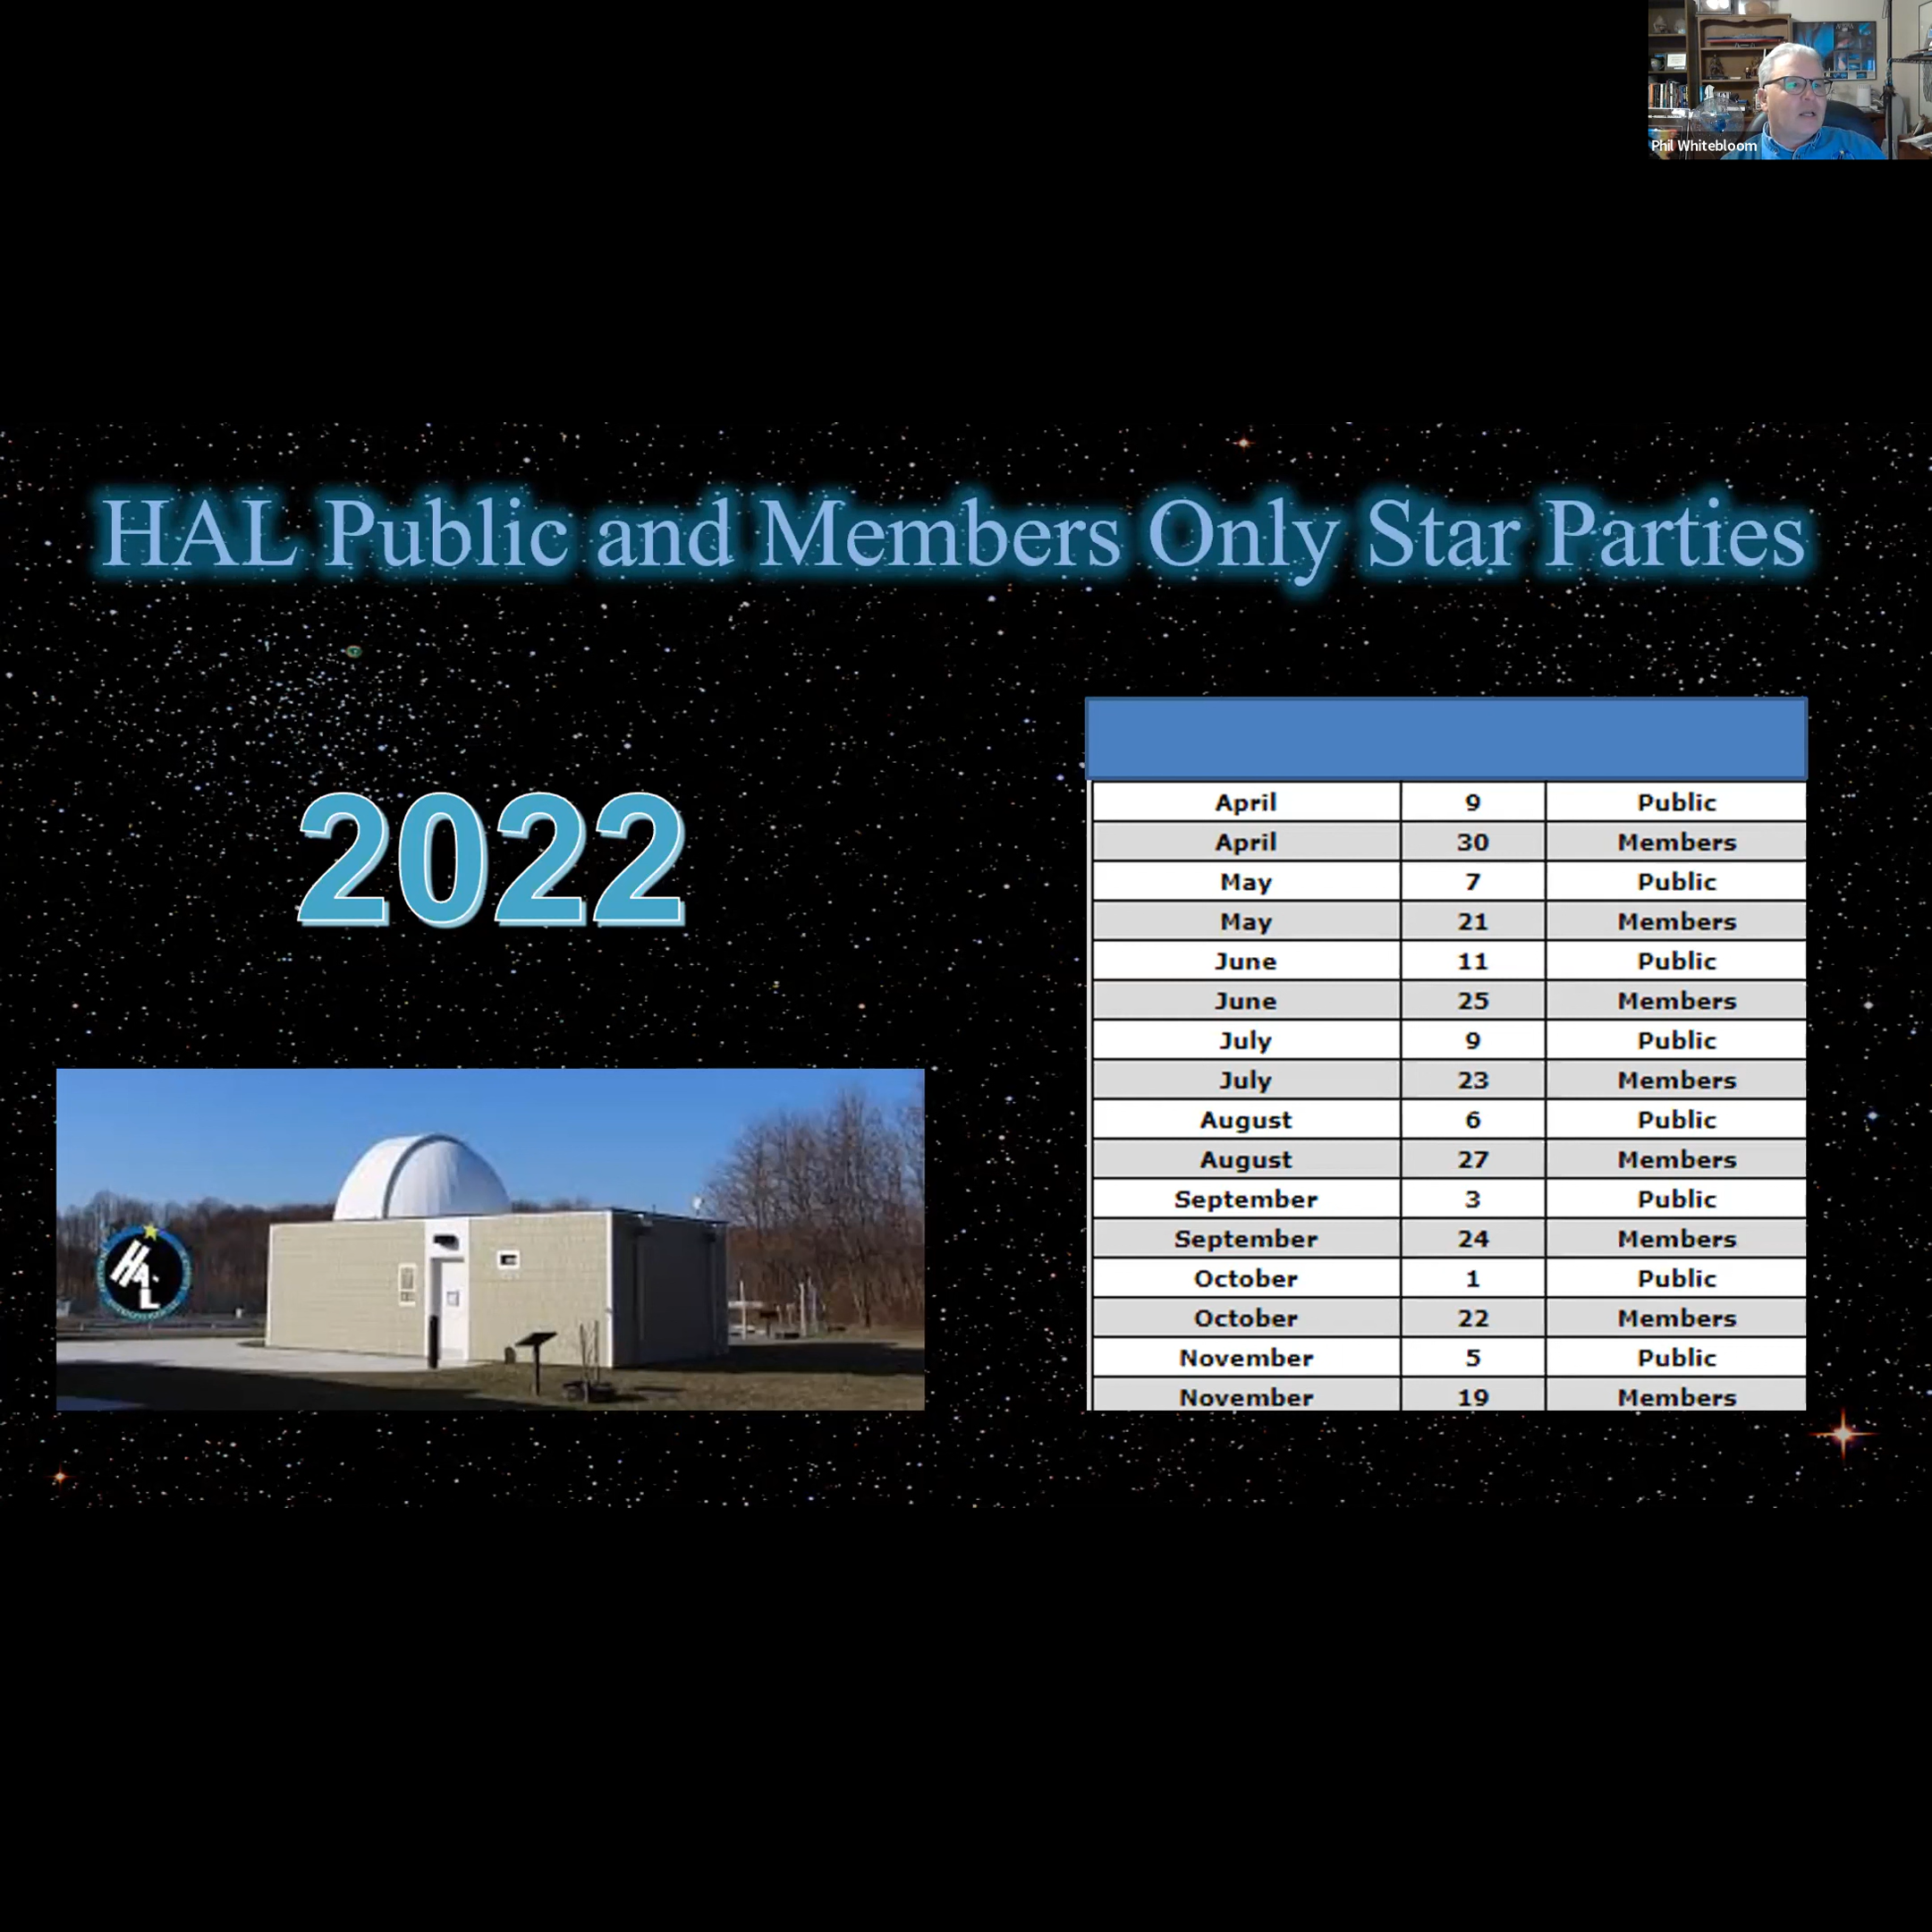 Phil Whitebloom
HAL Public and Members Only Star Parties
2022
April 9 Public
April 30 Members
May 7 Public
May 21 Members
June 11 Public
June 25 Members
July 9 Public
July 23 Members
August 6 Public
August 27 Members
September 3 Public
September 24 Members
October 1 Public
October 22 Members
November 5 Public
November 19 Members
HAL